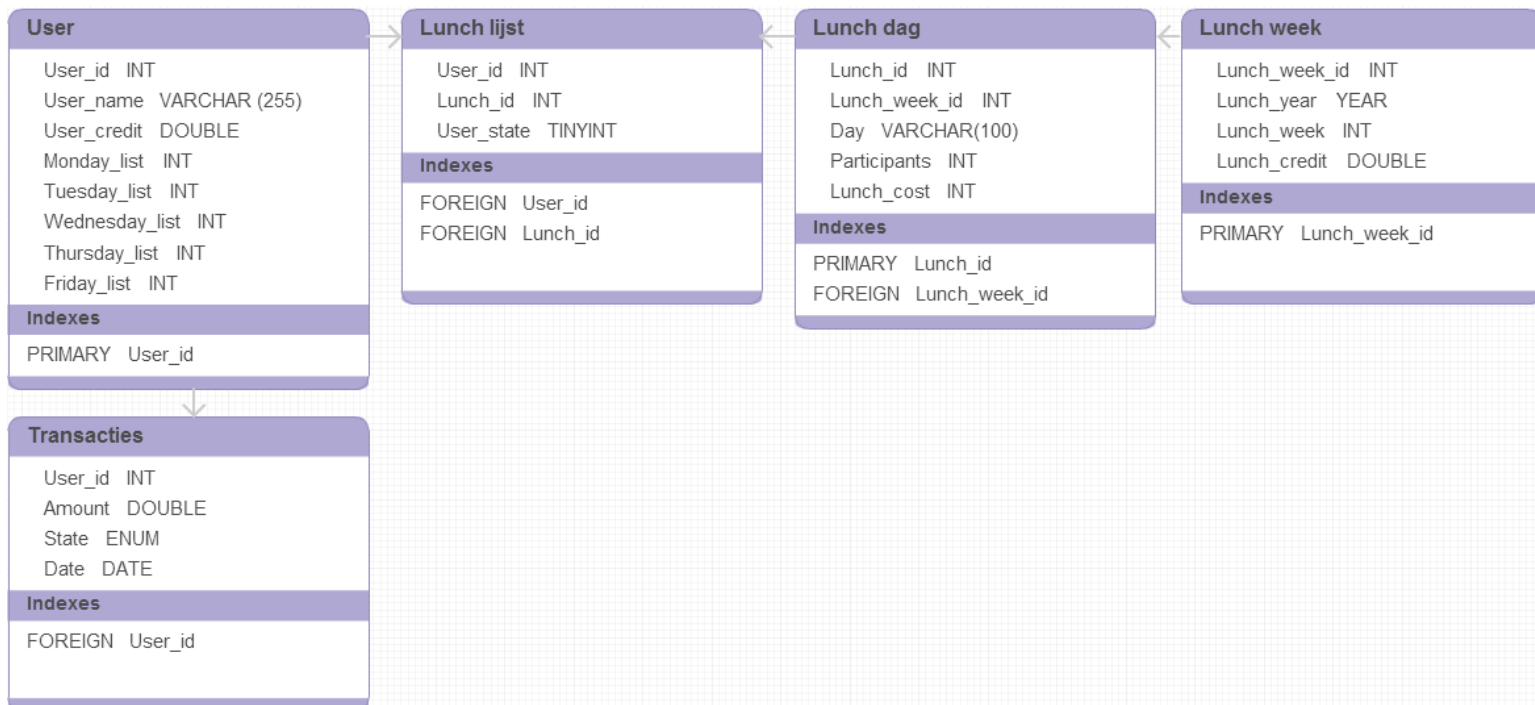 User
User_id INT
User_name VARCHAR (255)
User_credit DOUBLE
Monday_list INT
Tuesday_list INT
Wednesday_list INT
Thursday_list INT
Friday_list INT
Indexes
PRIMARY User_id
Lunch lijst
User_id INT
Lunch_id INT
User_state TINYINT
Indexes
FOREIGN User_id
FOREIGN Lunch_id
Lunch dag
Lunch_id INT
Lunch_week_id INT
Day VARCHAR(100)
Participants INT
Lunch_cost INT
Indexes
PRIMARY Lunch_id
FOREIGN Lunch_week_id
Lunch week
Lunch_week_id INT
Lunch_year YEAR
Lunch_week INT
Lunch_credit DOUBLE
Indexes
PRIMARY Lunch_week_id
Transacties
User_id INT
Amount DOUBLE
State ENUM
Date DATE
Indexes
FOREIGN User_id